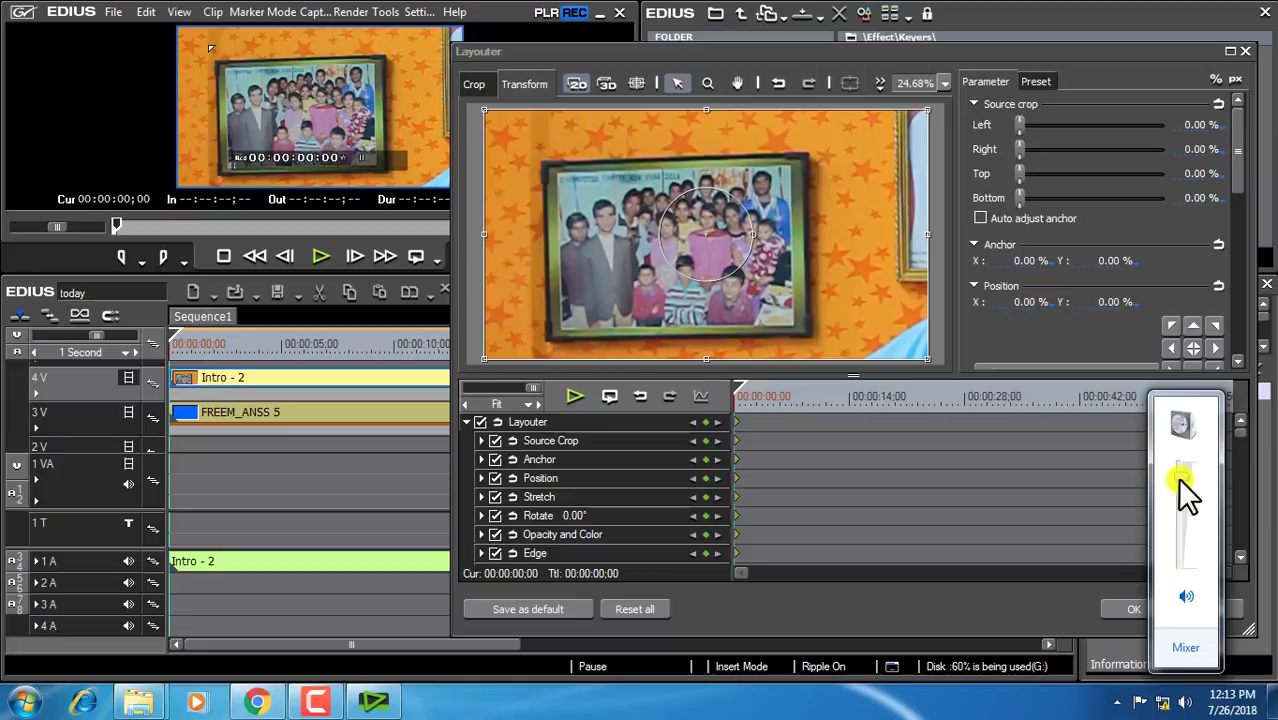 EDIUS File Edit View Clip Marker Mode Capt... Render Tools Setti... Help PLR REC
EDIUS
FOLDER \Effect\Keyers\
Layouter
Crop Transform 2D 3D 24.68% Parameter Preset % px
Source crop
Left 0.00 %
Right 0.00 %
Top 0.00 %
Bottom 0.00 %
Auto adjust anchor
Anchor
X : 0.00 % Y : 0.00 %
Position
X : 0.00 % Y : 0.00 %
Rcd 00:00:00:00
Cur 00:00:00;00 In --:--:--;-- Out --:--:--;-- Dur --:--:--;--
EDIUS today
Sequence1
1 Second 00:00:00;00 00:00:05;00 00:00:10;00
4 V Intro - 2
3 V FREEM_ANSS 5
2 V
1 VA
1 T T
1 A Intro - 2
2 A
3 A
4 A
Fit 00:00:00;00 00:00:14;00 00:00:28;00 00:00:42;00
Layouter
Source Crop
Anchor
Position
Stretch
Rotate 0.00°
Opacity and Color
Edge
Cur: 00:00:00;00 Ttl: 00:00:00;00
Save as default Reset all OK
Mixer
Pause Insert Mode Ripple On Disk :60% is being used(G:) Information
12:13 PM
7/26/2018